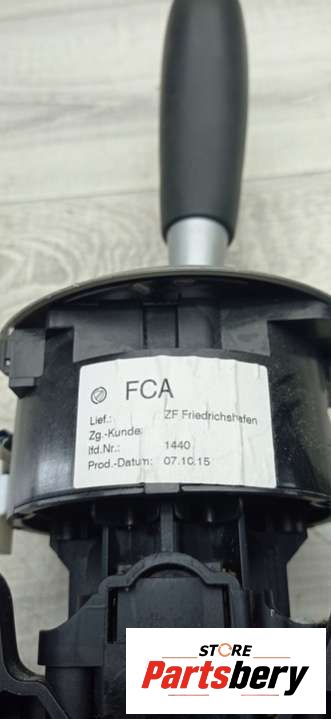 FCA
Lief.: ZF Friedrichshafen
Zg.-Kunde:
lfd.Nr.: 1440
Prod.-Datum: 07.10.15
STORE
Partsbery